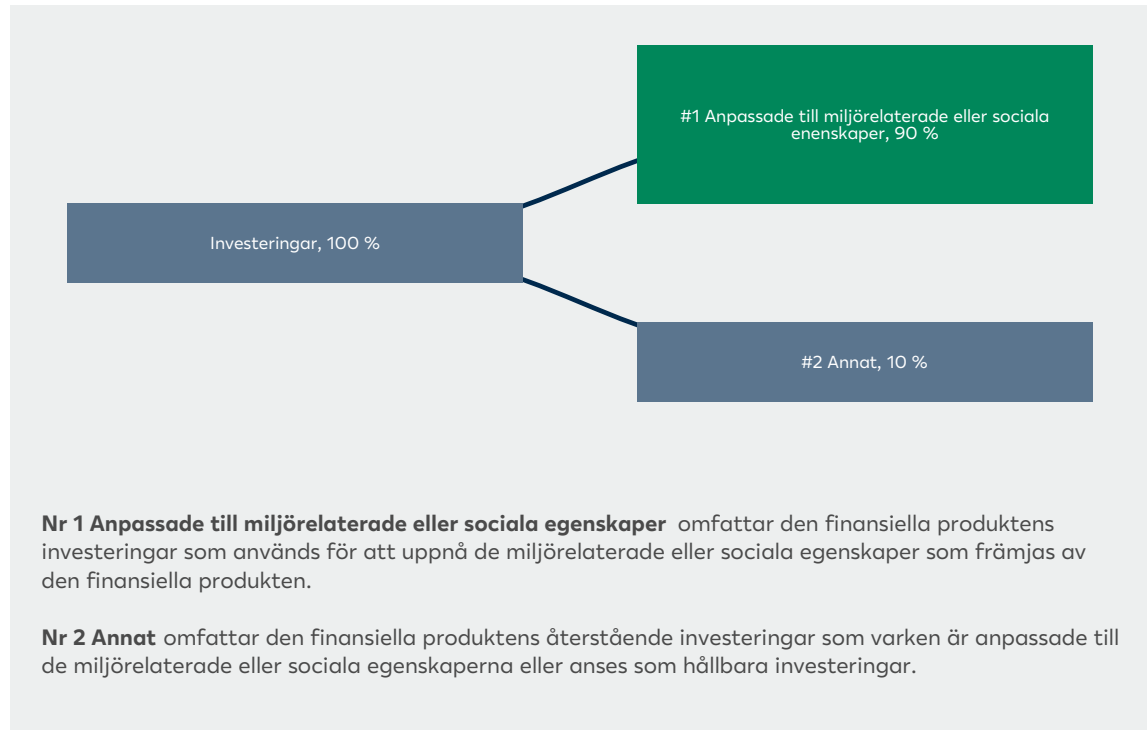 #1 Anpassade till miljörelaterade eller sociala
enenskaper, 90 %
Investeringar, 100 %
#2 Annat, 10 %
Nr 1 Anpassade till miljörelaterade eller sociala egenskaper omfattar den finansiella produktens
investeringar som används för att uppnå de miljörelaterade eller sociala egenskaper som främjas av
den finansiella produkten.
Nr 2 Annat omfattar den finansiella produktens återstående investeringar som varken är anpassade till
de miljörelaterade eller sociala egenskaperna eller anses som hållbara investeringar.